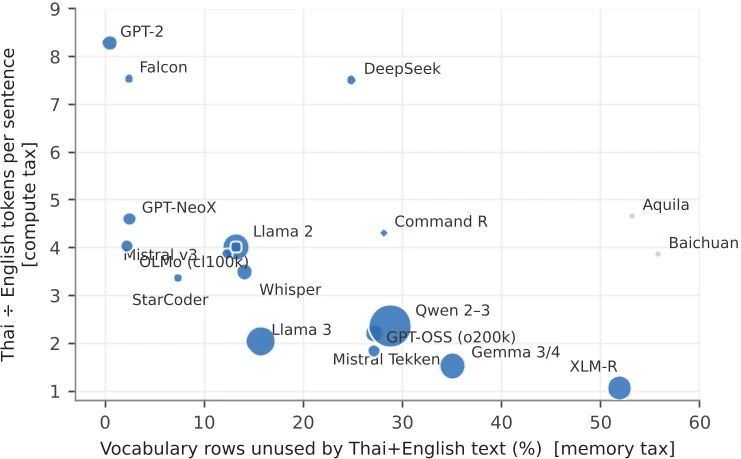 9
GPT-2
8
Falcon
DeepSeek
7
6
5
GPT-NeoX
Aquila
Command R
Llama 2
Baichuan
4
Mistral v3
OLMo (cl100k)
StarCoder
Whisper
3
Qwen 2–3
Llama 3
GPT-OSS (o200k)
2
Mistral Tekken
Gemma 3/4
XLM-R
1
Thai ÷ English tokens per sentence
[compute tax]
0 10 20 30 40 50 60
Vocabulary rows unused by Thai+English text (%) [memory tax]